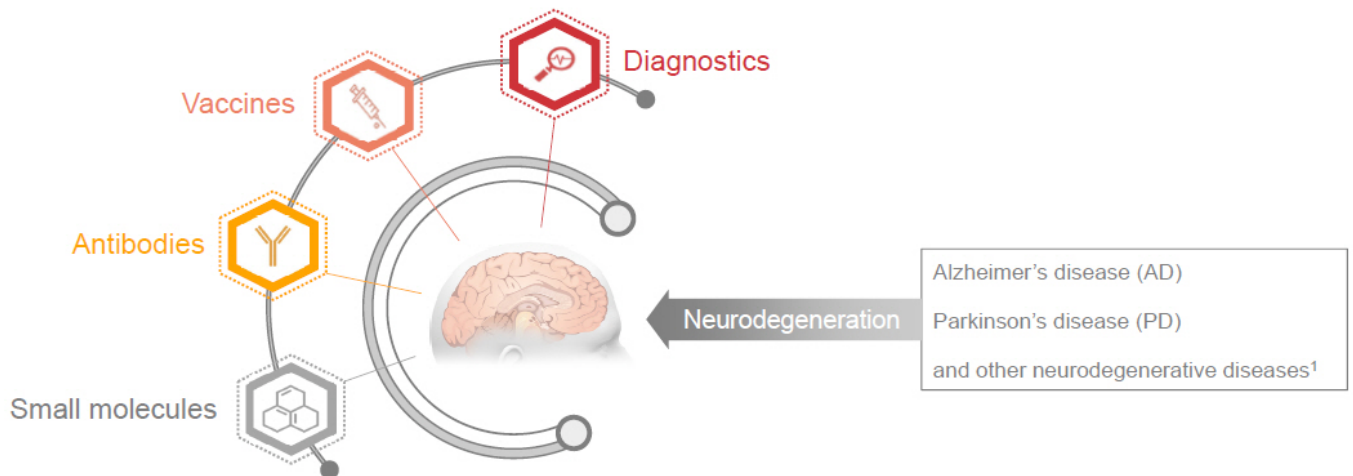 Diagnostics
Vaccines
Antibodies
Small molecules
Neurodegeneration
Alzheimer’s disease (AD)
Parkinson’s disease (PD)
and other neurodegenerative diseases¹